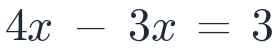 4x − 3x = 3